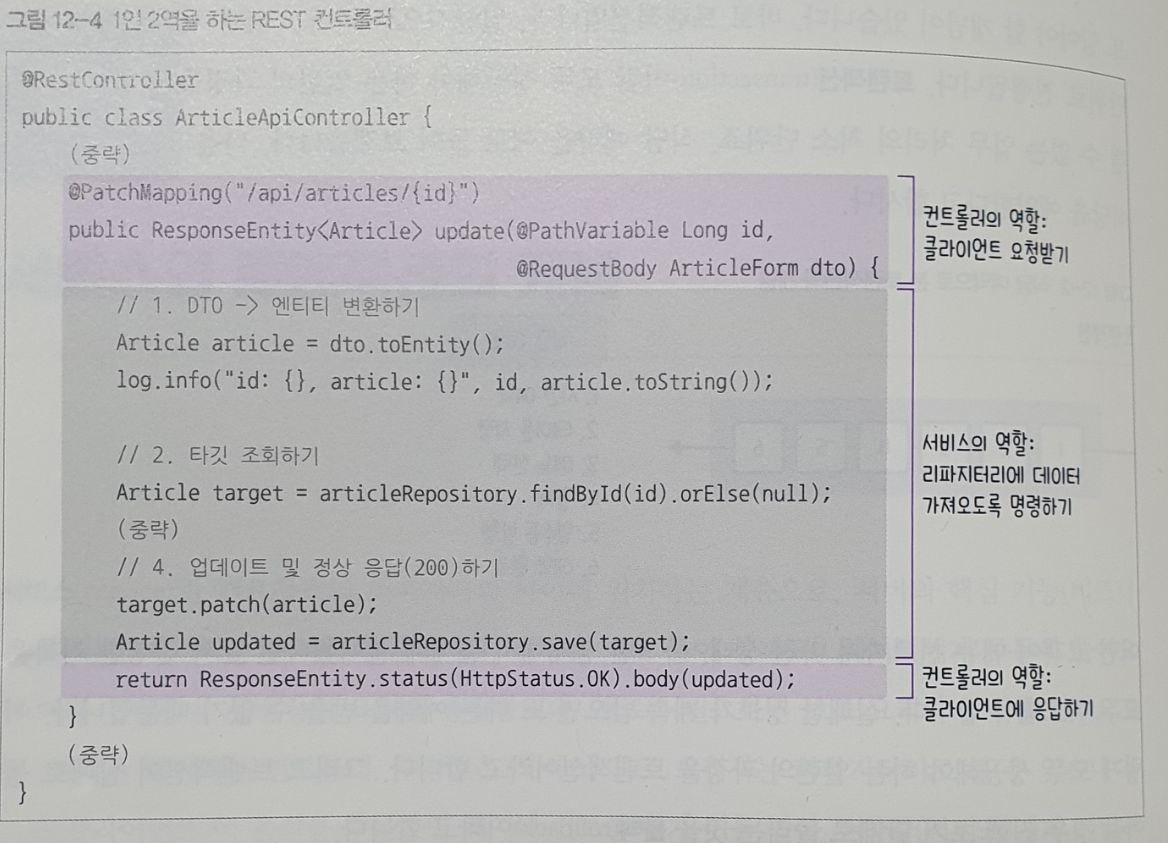 그림 12-4 1인 2역을 하는 REST 컨트롤러
@RestController
public class ArticleApiController {
(중략)
@PatchMapping("/api/articles/{id}")
public ResponseEntity<Article> update(@PathVariable Long id,
@RequestBody ArticleForm dto) {
컨트롤러의 역할:
클라이언트 요청받기
// 1. DTO -> 엔티티 변환하기
Article article = dto.toEntity();
log.info("id: {}, article: {}", id, article.toString());
// 2. 타깃 조회하기
Article target = articleRepository.findById(id).orElse(null);
(중략)
// 4. 업데이트 및 정상 응답(200)하기
target.patch(article);
Article updated = articleRepository.save(target);
서비스의 역할:
리파지터리에 데이터
가져오도록 명령하기
return ResponseEntity.status(HttpStatus.OK).body(updated);
컨트롤러의 역할:
클라이언트에 응답하기
}
(중략)
}